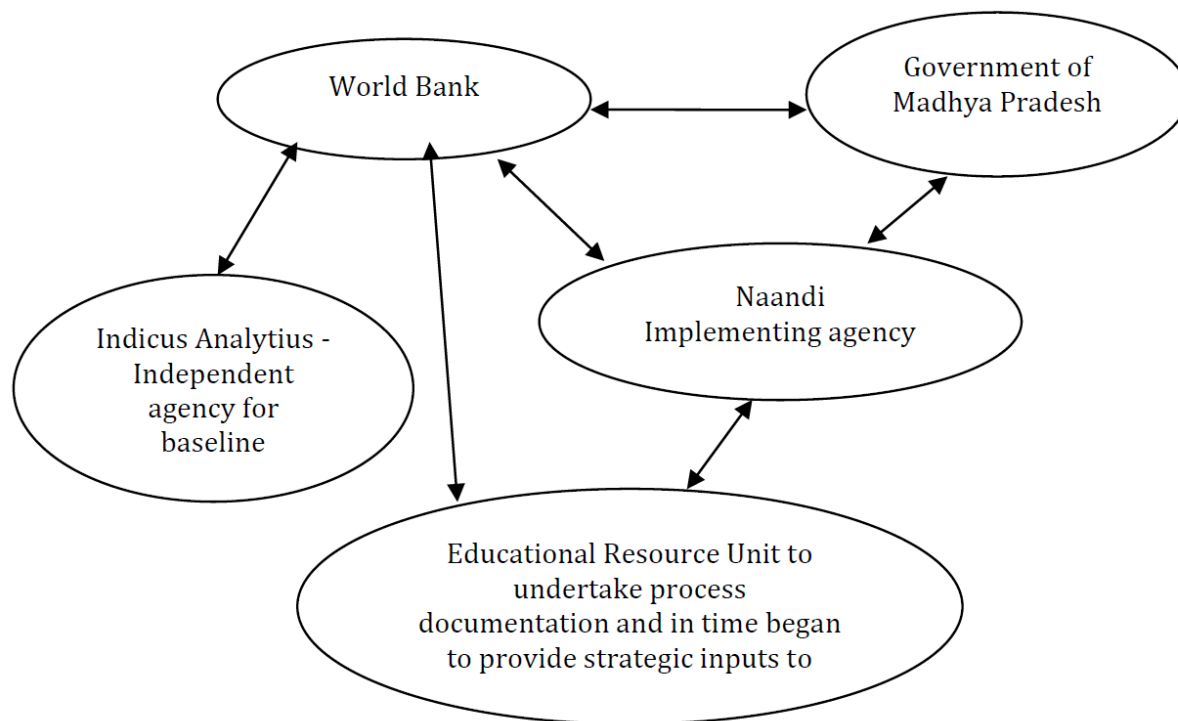 World Bank
Government of
Madhya Pradesh
Naandi
Implementing agency
Indicus Analytius -
Independent
agency for
baseline
Educational Resource Unit to
undertake process
documentation and in time began
to provide strategic inputs to